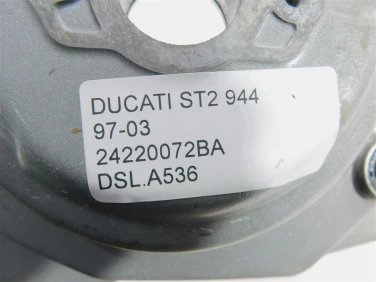 DUCATI ST2 944
97-03
24220072BA
DSL.A536